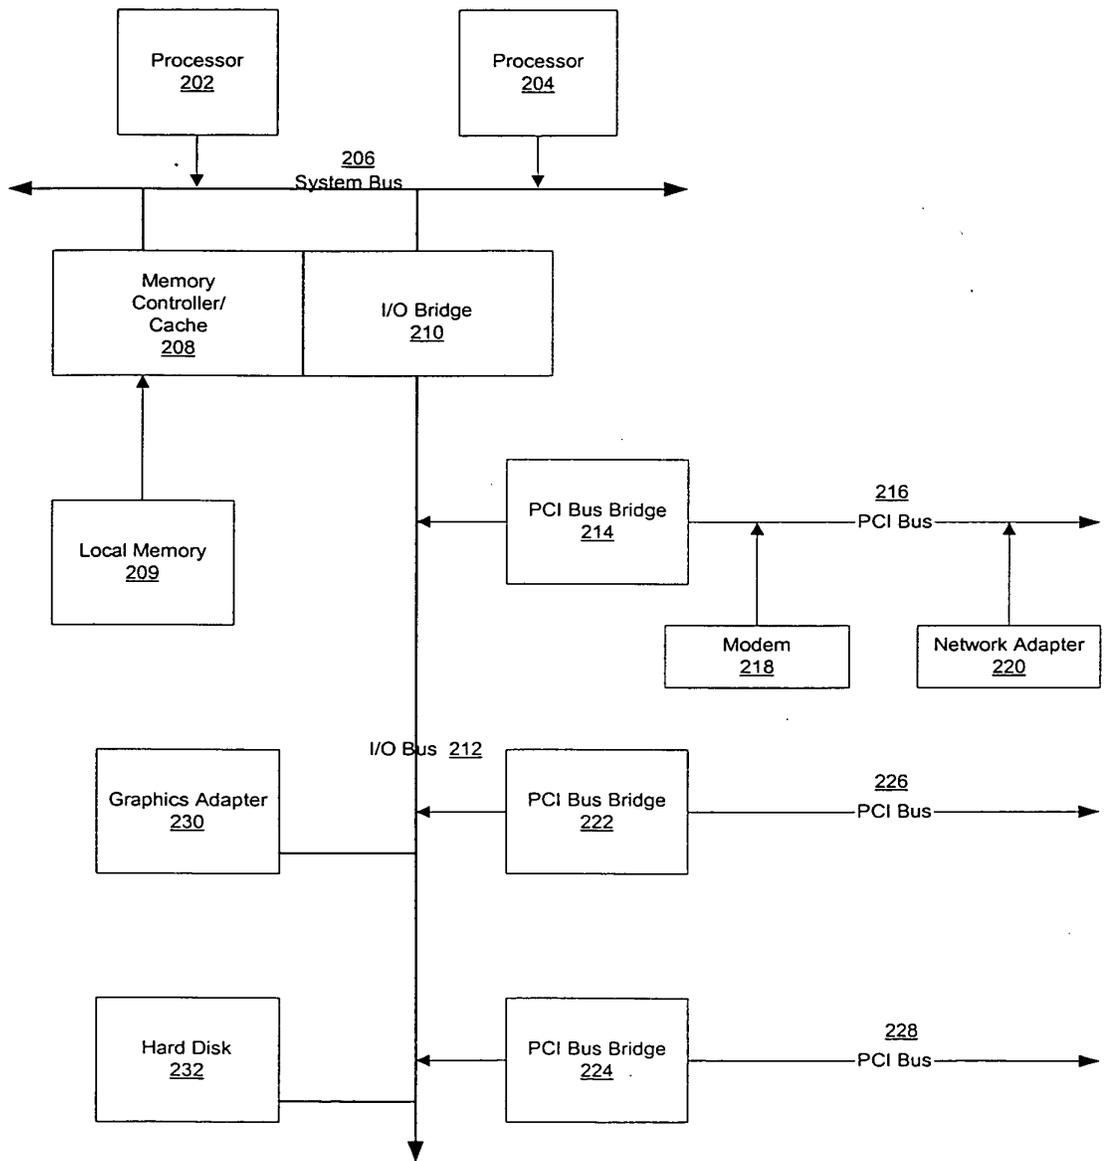 Processor
202
Processor
204
206
System Bus
Memory
Controller/
Cache
208
I/O Bridge
210
PCI Bus Bridge
214
216
PCI Bus
Local Memory
209
Modem
218
Network Adapter
220
I/O Bus 212
Graphics Adapter
230
PCI Bus Bridge
222
226
PCI Bus
Hard Disk
232
PCI Bus Bridge
224
228
PCI Bus